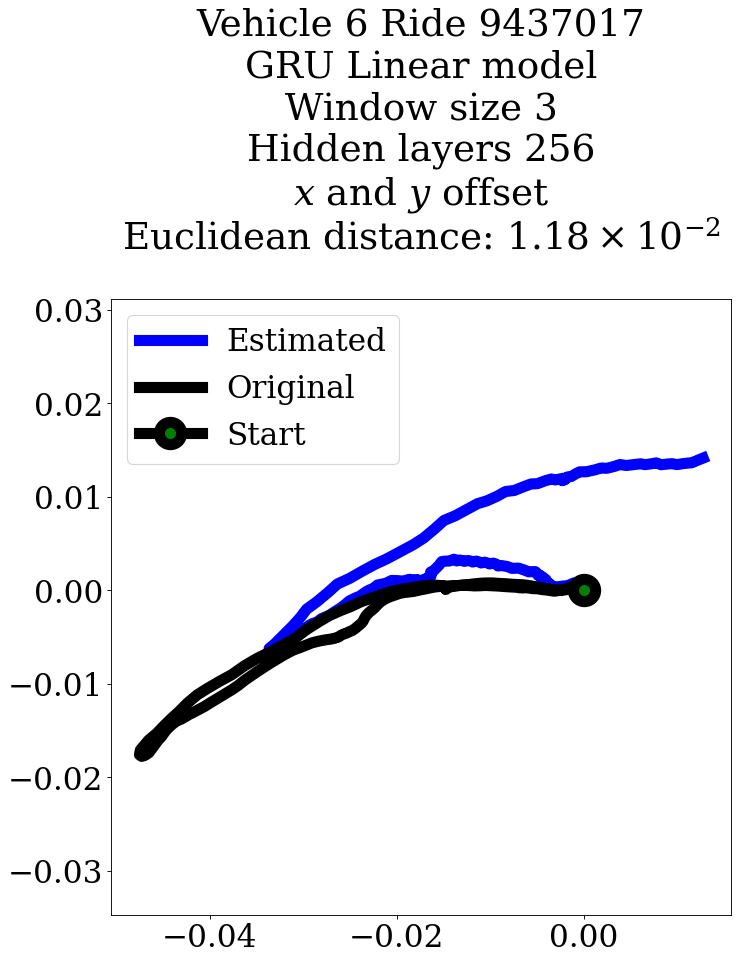 Vehicle 6 Ride 9437017
GRU Linear model
Window size 3
Hidden layers 256
x and y offset
Euclidean distance: 1.18 × 10⁻²
Estimated
Original
Start
0.03
0.02
0.01
0.00
−0.01
−0.02
−0.03
−0.04
−0.02
0.00